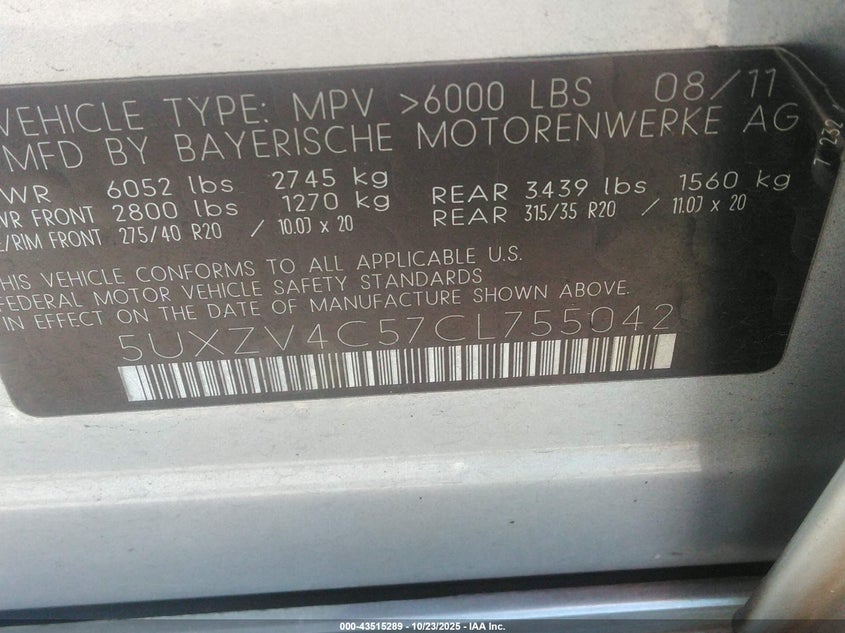 VEHICLE TYPE: MPV >6000 LBS 08/11
MFD BY BAYERISCHE MOTORENWERKE AG
WR 6052 lbs 2745 kg
WR FRONT 2800 lbs 1270 kg REAR 3439 lbs 1560 kg
E/RIM FRONT 275/40 R20 / 10.0J x 20 REAR 315/35 R20 / 11.0J x 20
T 232
HIS VEHICLE CONFORMS TO ALL APPLICABLE U.S.
FEDERAL MOTOR VEHICLE SAFETY STANDARDS
IN EFFECT ON THE DATE OF MANUFACTURE SHOWN ABOVE.
5UXZV4C57CL755042
000-43515289 - 10/23/2025 - IAA Inc.